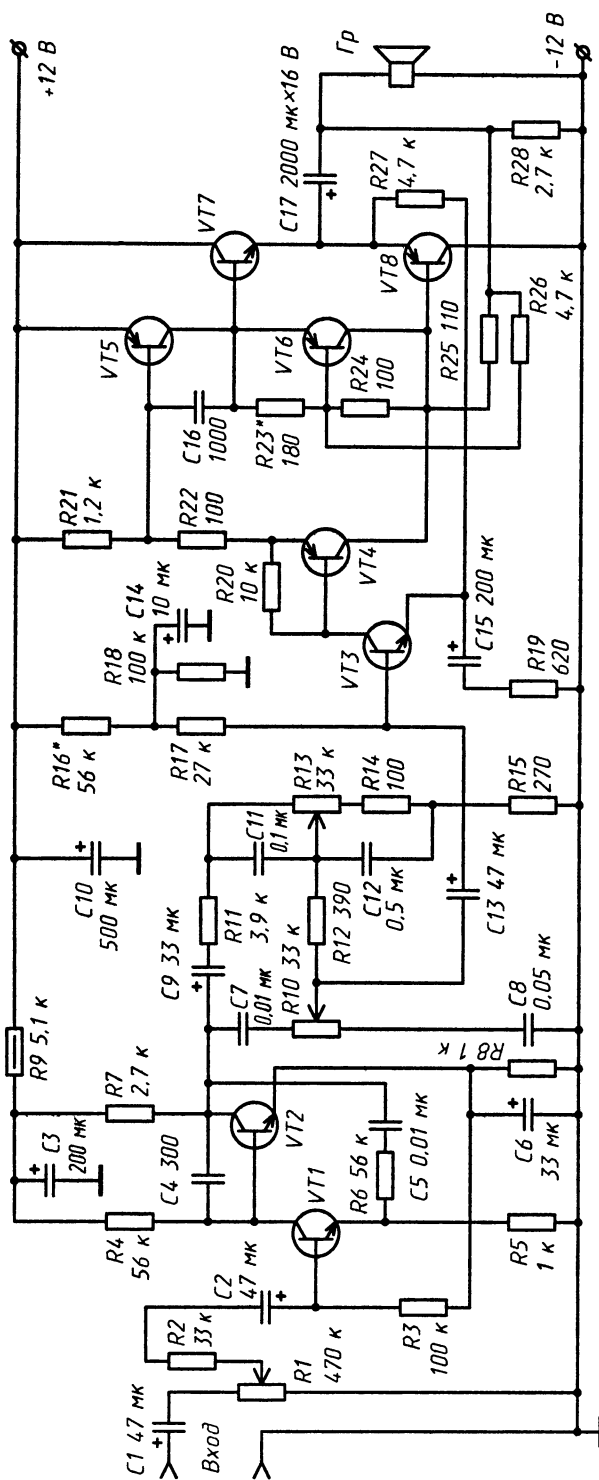 C1 47 мк
Вход
R1
470 к
R2
33 к
C2
47 мк
R3
100 к
R4
56 к
C3
200 мк
C4 300
VT1
R5
1 к
R6 56 к
C5 0,01 мк
VT2
R7
2,7 к
R9 5,1 к
C6
33 мк
R8 1 к
C7
0,01 мк
R10 33 к
C8
0,05 мк
C9 33 мк
C10
500 мк
R11
3,9 к
R12 390
C11
0,1 мк
C12
0,5 мк
R13
33 к
R14
100
R15
270
C13 47 мк
R16*
56 к
R17
27 к
R18
100 к
C14
10 мк
VT3
R20
10 к
VT4
C15 200 мк
R19
620
R21
1,2 к
R22
100
C16
1000
R23*
180
R24
100
VT5
VT6
R25 110
R26
4,7 к
VT7
VT8
R27
4,7 к
C17 2000 мк×16 В
R28
2,7 к
Гр
+12 В
-12 В